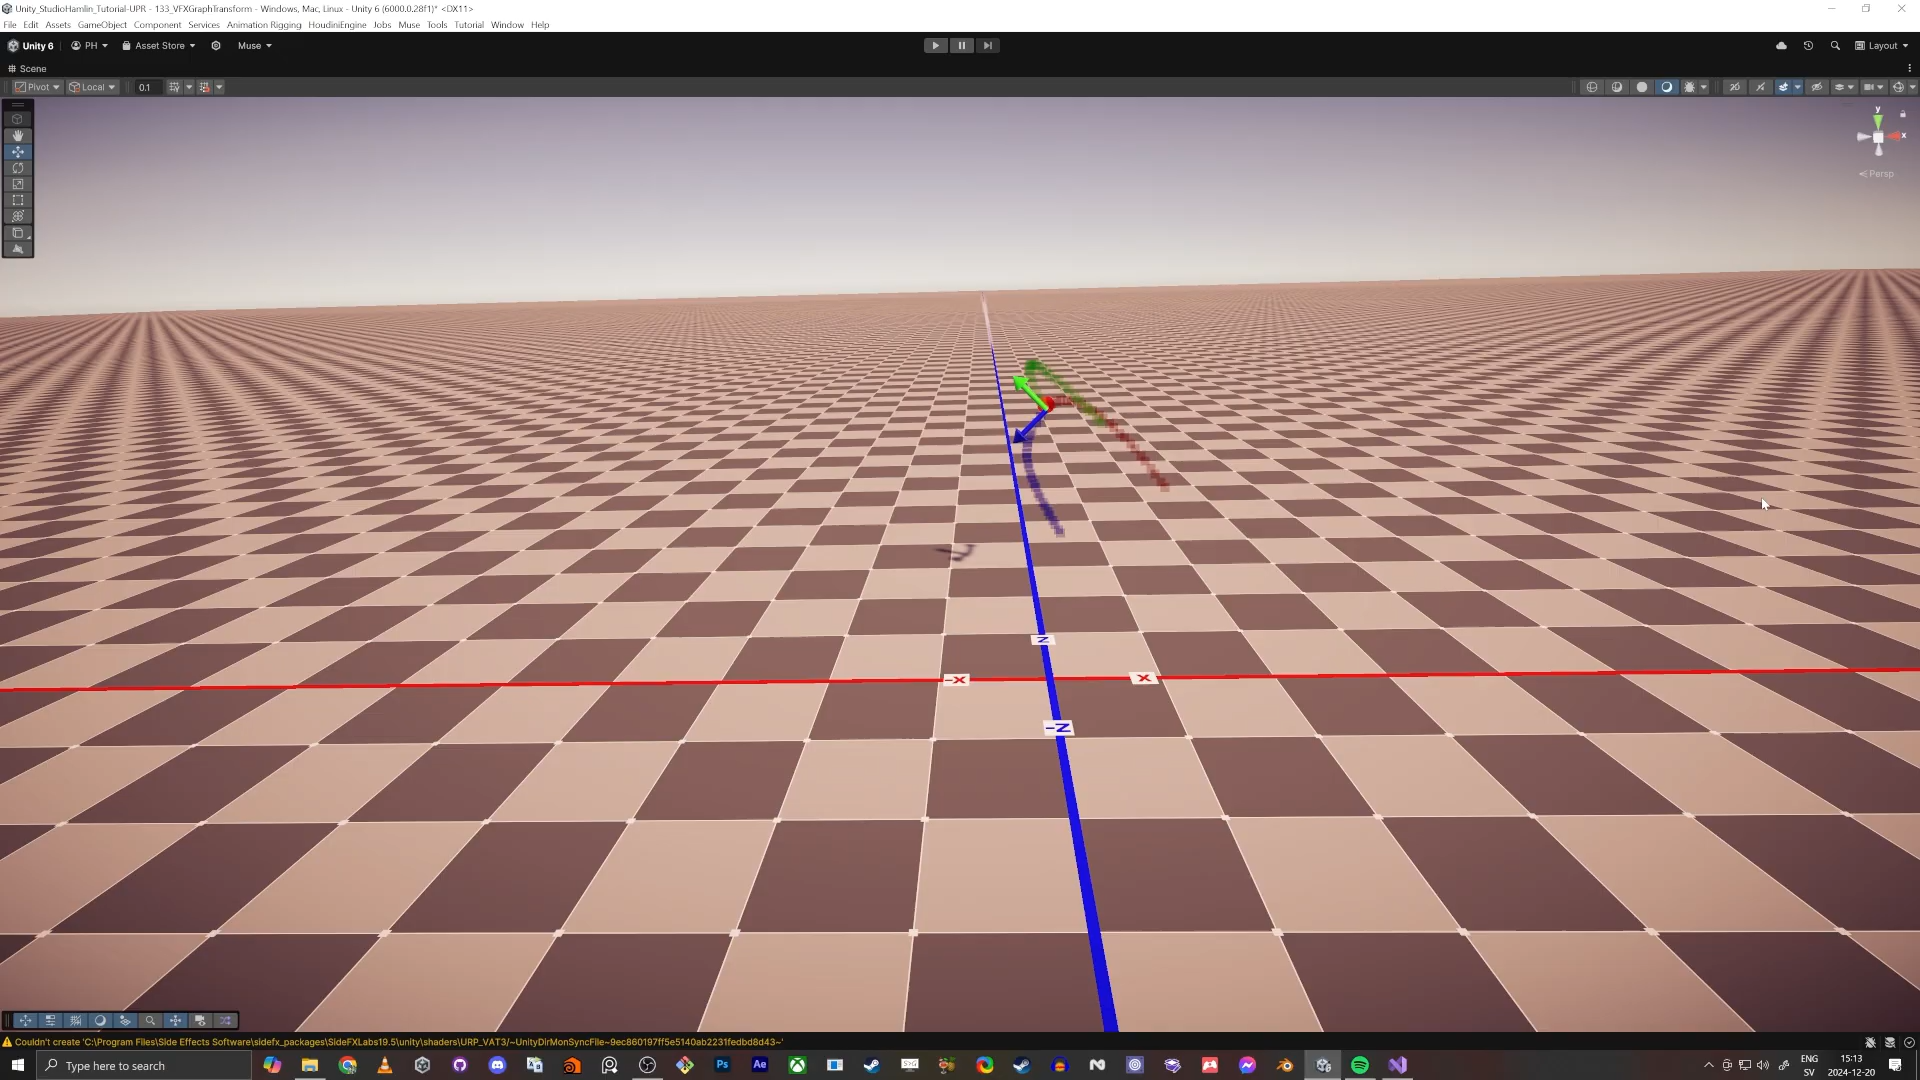 Unity_StudioHamlin_Tutorial-UPR - 133_VFXGraphTransform - Windows, Mac, Linux - Unity 6 (6000.0.28f1)* <DX11>
File Edit Assets GameObject Component Services Animation Rigging HoudiniEngine Jobs Muse Tools Tutorial Window Help
Unity 6 PH Asset Store Muse Layout
Scene
Pivot Local 0.1 2D
y
x
Persp
Z
-X X
-Z
Couldn't create 'C:\Program Files\Side Effects Software\sidefx_packages\SideFXLabs19.5\unity\shaders\URP_VAT3/~UnityDirMonSyncFile~9ec860197ff5e5140ab2231fedbd8d43~'
Type here to search Ps Ae ENG 15:13
SV 2024-12-20